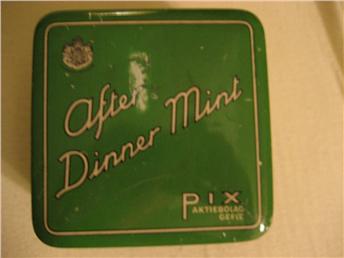 After
Dinner Mint
PIX
AKTIEBOLAG
GEFLE